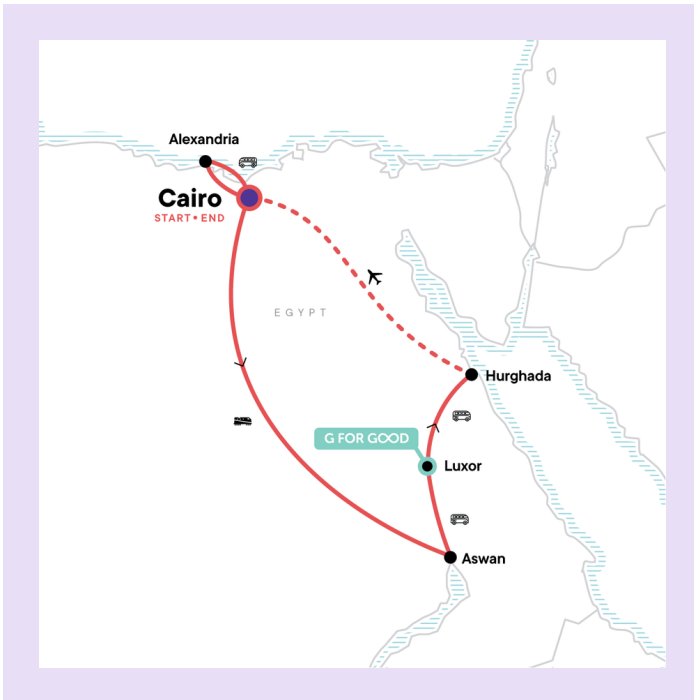 Alexandria
Cairo
START • END
EGYPT
Hurghada
G FOR GOOD
Luxor
Aswan